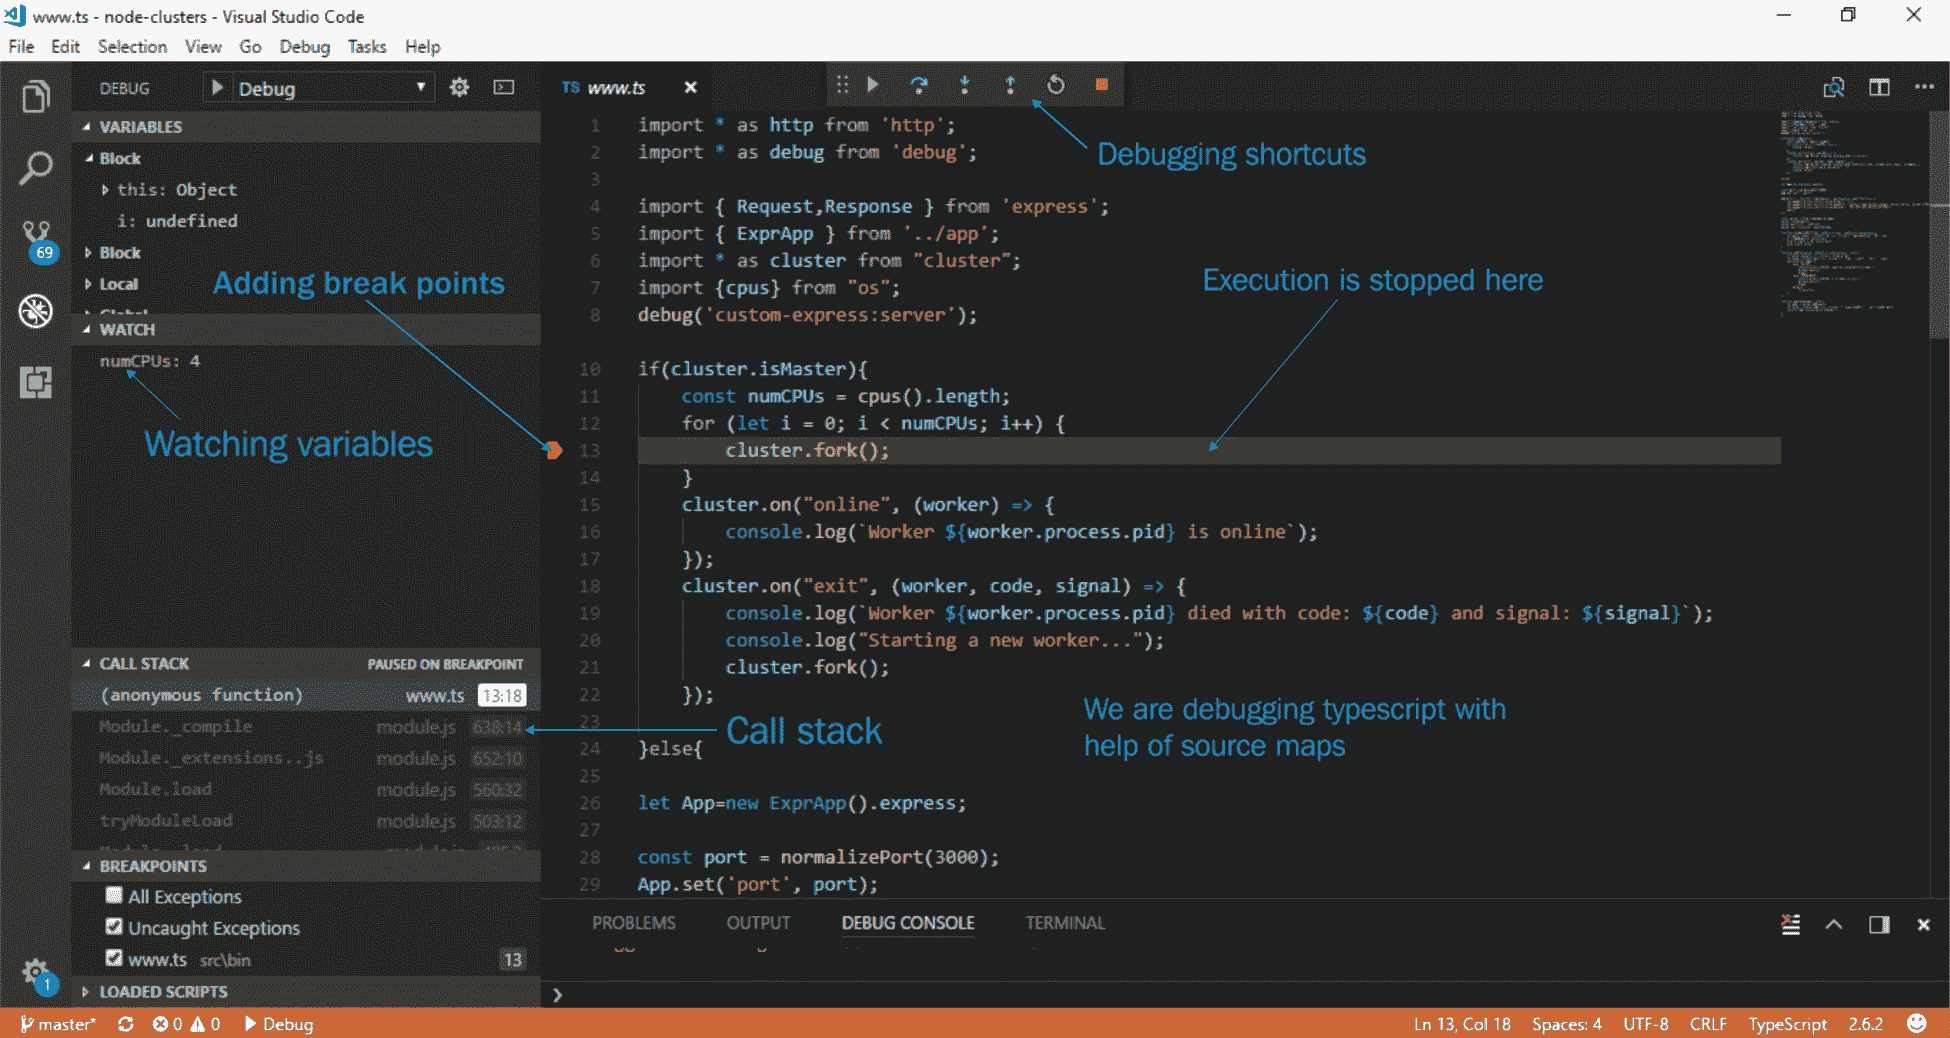 www.ts - node-clusters - Visual Studio Code
File Edit Selection View Go Debug Tasks Help
DEBUG Debug
VARIABLES
Block
this: Object
i: undefined
Block
Local
Global
WATCH
numCPUs: 4
69
Adding break points
Watching variables
CALL STACK PAUSED ON BREAKPOINT
(anonymous function) www.ts 13:18
Module._compile module.js 638:14
Module._extensions..js module.js 652:10
Module.load module.js 560:32
tryModuleLoad module.js 503:12
BREAKPOINTS
All Exceptions
Uncaught Exceptions
www.ts src\bin 13
LOADED SCRIPTS
1
TS www.ts
Debugging shortcuts
1 import * as http from 'http';
2 import * as debug from 'debug';
3
4 import { Request,Response } from 'express';
5 import { ExprApp } from '../app';
6 import * as cluster from "cluster";
7 import {cpus} from "os";
8 debug('custom-express:server');
Execution is stopped here
10 if(cluster.isMaster){
11 const numCPUs = cpus().length;
12 for (let i = 0; i < numCPUs; i++) {
13 cluster.fork();
14 }
15 cluster.on("online", (worker) => {
16 console.log(`Worker ${worker.process.pid} is online`);
17 });
18 cluster.on("exit", (worker, code, signal) => {
19 console.log(`Worker ${worker.process.pid} died with code: ${code} and signal: ${signal}`);
20 console.log("Starting a new worker...");
21 cluster.fork();
22 });
23
24 }else{
25
26 let App=new ExprApp().express;
27
28 const port = normalizePort(3000);
29 App.set('port', port);
Call stack
We are debugging typescript with
help of source maps
PROBLEMS OUTPUT DEBUG CONSOLE TERMINAL
master* 0 0 Debug
Ln 13, Col 18 Spaces: 4 UTF-8 CRLF TypeScript 2.6.2